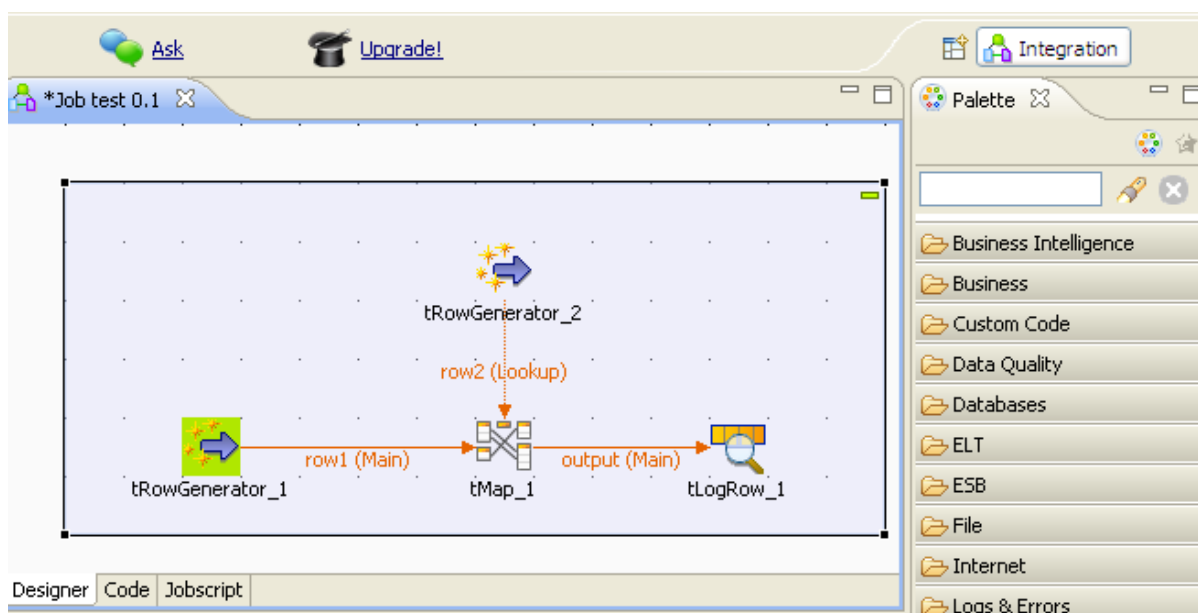 Ask
Upgrade!
Integration
*Job test 0.1
Palette
tRowGenerator_2
row2 (Lookup)
row1 (Main)
output (Main)
tRowGenerator_1
tMap_1
tLogRow_1
Designer
Code
Jobscript
Business Intelligence
Business
Custom Code
Data Quality
Databases
ELT
ESB
File
Internet
Logs & Errors